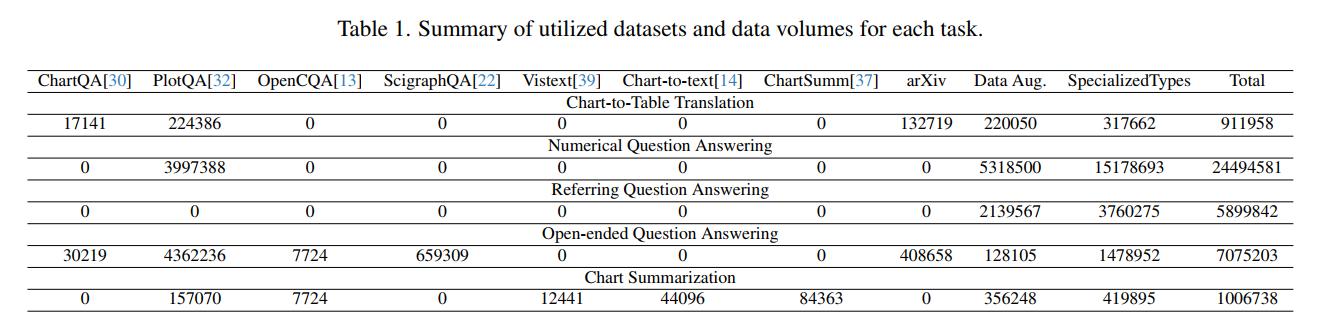 Table 1. Summary of utilized datasets and data volumes for each task.
ChartQA[30] PlotQA[32] OpenCQA[13] ScigraphQA[22] Vistext[39] Chart-to-text[14] ChartSumm[37] arXiv Data Aug. SpecializedTypes Total
Chart-to-Table Translation
17141 224386 0 0 0 0 0 132719 220050 317662 911958
Numerical Question Answering
0 3997388 0 0 0 0 0 0 5318500 15178693 24494581
Referring Question Answering
0 0 0 0 0 0 0 0 2139567 3760275 5899842
Open-ended Question Answering
30219 4362236 7724 659309 0 0 0 408658 128105 1478952 7075203
Chart Summarization
0 157070 7724 0 12441 44096 84363 0 356248 419895 1006738